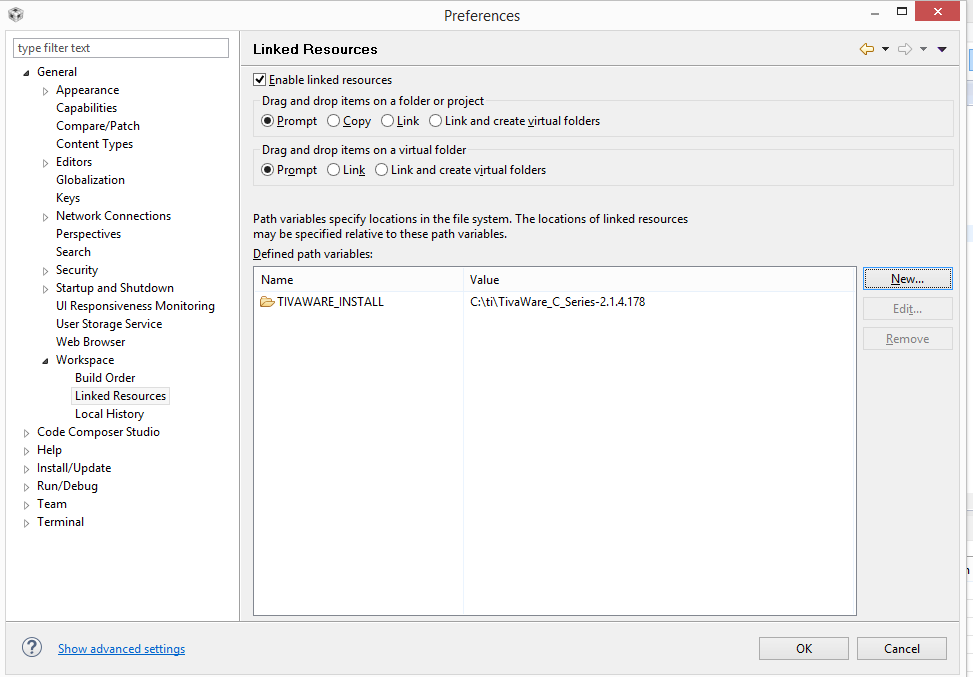 Preferences
type filter text
General
Appearance
Capabilities
Compare/Patch
Content Types
Editors
Globalization
Keys
Network Connections
Perspectives
Search
Security
Startup and Shutdown
UI Responsiveness Monitoring
User Storage Service
Web Browser
Workspace
Build Order
Linked Resources
Local History
Code Composer Studio
Help
Install/Update
Run/Debug
Team
Terminal
Linked Resources
Enable linked resources
Drag and drop items on a folder or project
Prompt Copy Link Link and create virtual folders
Drag and drop items on a virtual folder
Prompt Link Link and create virtual folders
Path variables specify locations in the file system. The locations of linked resources
may be specified relative to these path variables.
Defined path variables:
Name Value
TIVAWARE_INSTALL C:\ti\TivaWare_C_Series-2.1.4.178
New...
Edit...
Remove
Show advanced settings
OK Cancel